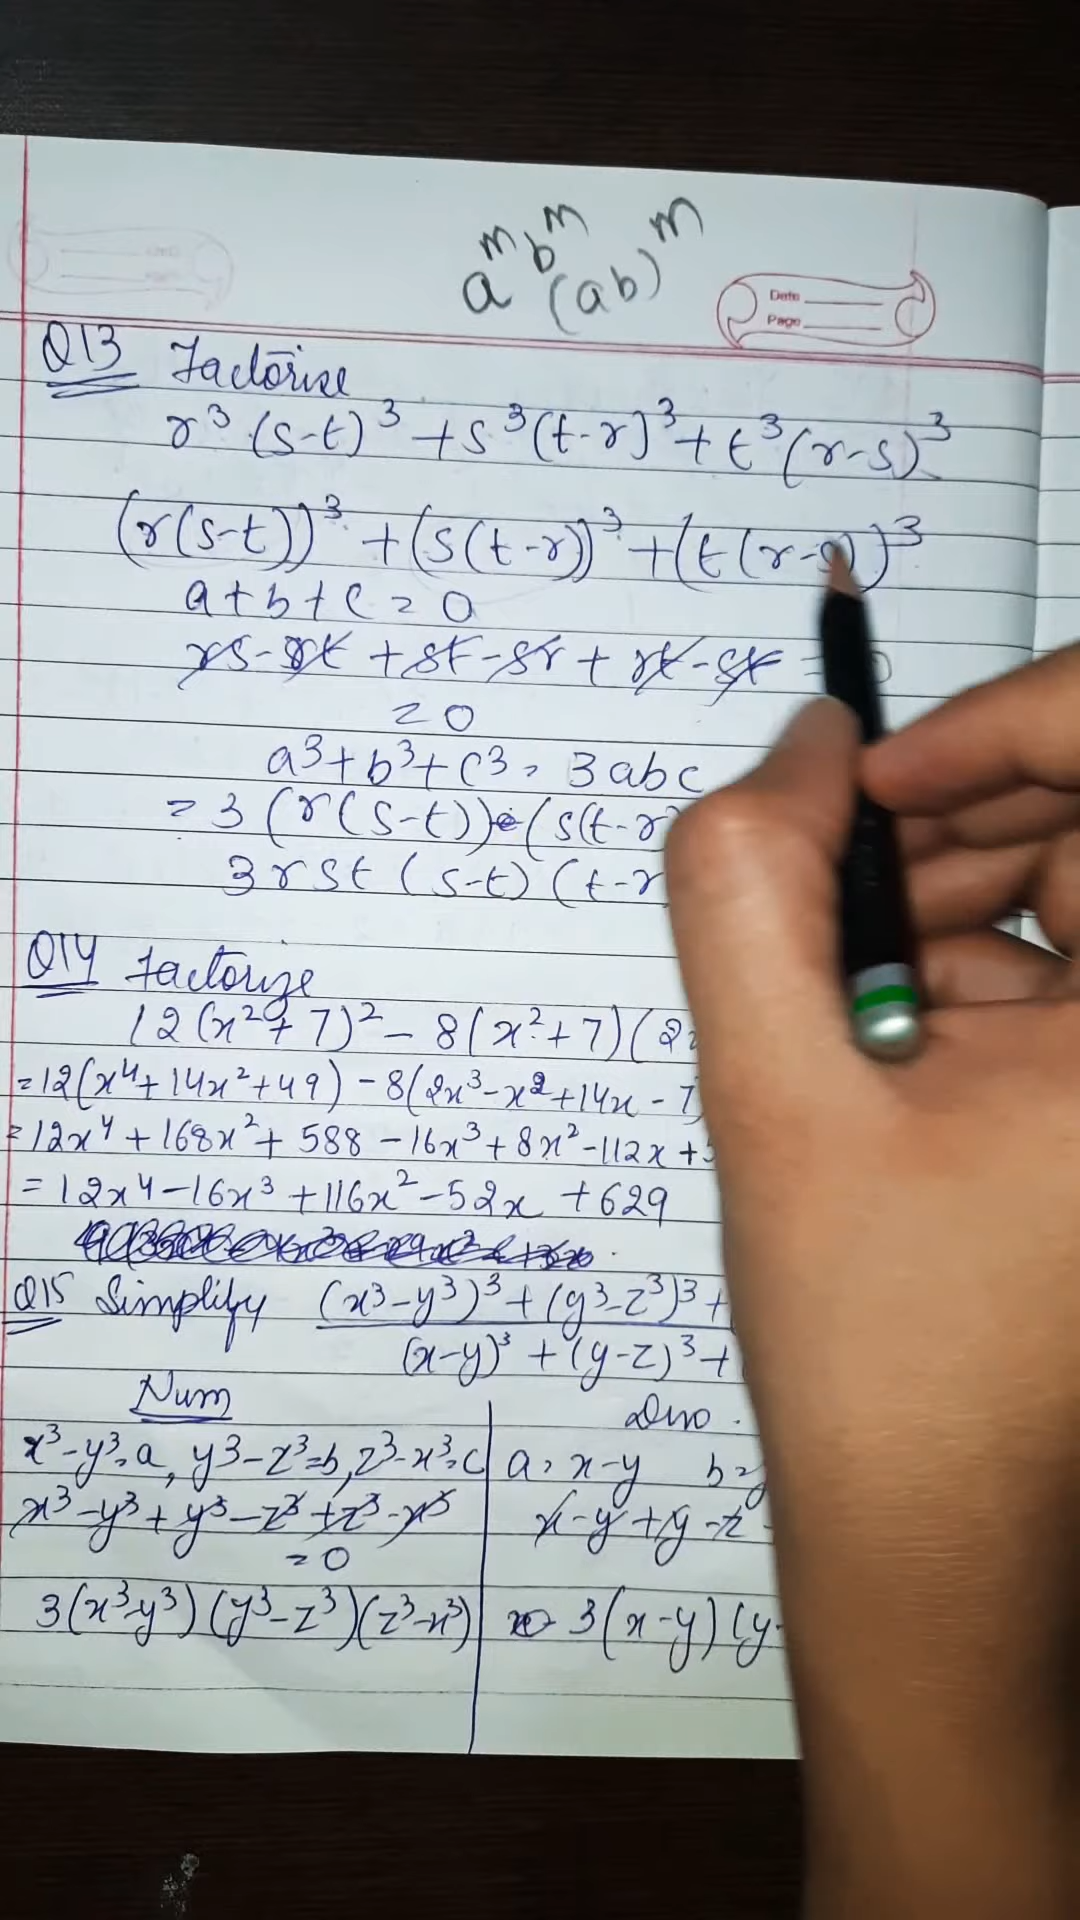 a^m b^m
(ab)^m
Date
Page
Q13 Factorise
r³(s-t)³ + s³(t-r)³ + t³(r-s)³
(r(s-t))³ + (s(t-r))³ + (t(r-s))³
a+b+c = 0
rs - rt + st - sr + rt - st = 0
= 0
a³+b³+c³ = 3abc
= 3(r(s-t))(s(t-r)
3rst(s-t)(t-r
Q14 Factorize
12(x²+7)² - 8(x²+7)(2x
= 12(x⁴+14x²+49) - 8(2x³-x²+14x-7)
= 12x⁴ + 168x² + 588 - 16x³ + 8x² - 112x + 5
= 12x⁴ - 16x³ + 116x² - 52x + 629
Q15 Simplify (x³-y³)³ + (y³-z³)³ +
(x-y)³ + (y-z)³ +
Num
x³-y³=a, y³-z³=b, z³-x³=c
x³-y³+y³-z³+z³-x³
= 0
3(x³-y³)(y³-z³)(z³-x³)
Deno.
a = x-y b = y
x-y+y-z-
3(x-y)(y-